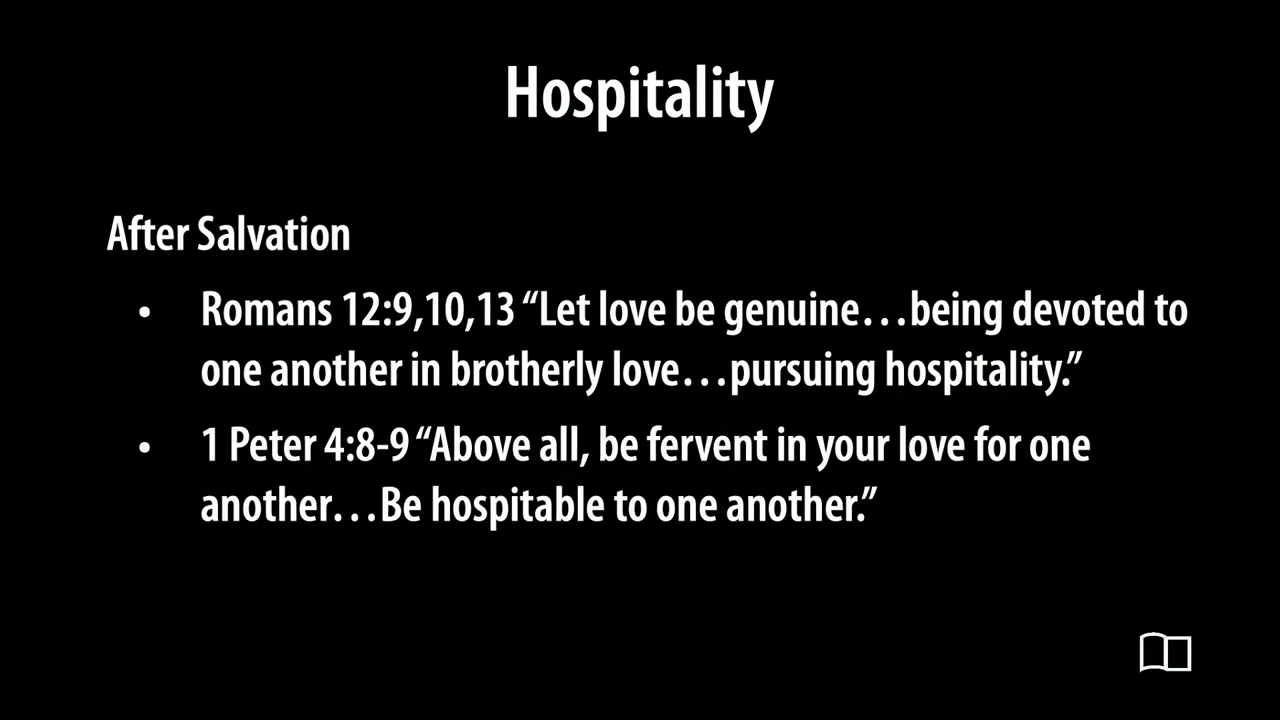 Hospitality
After Salvation
• Romans 12:9,10,13 “Let love be genuine…being devoted to
one another in brotherly love…pursuing hospitality.”
• 1 Peter 4:8-9 “Above all, be fervent in your love for one
another…Be hospitable to one another.”